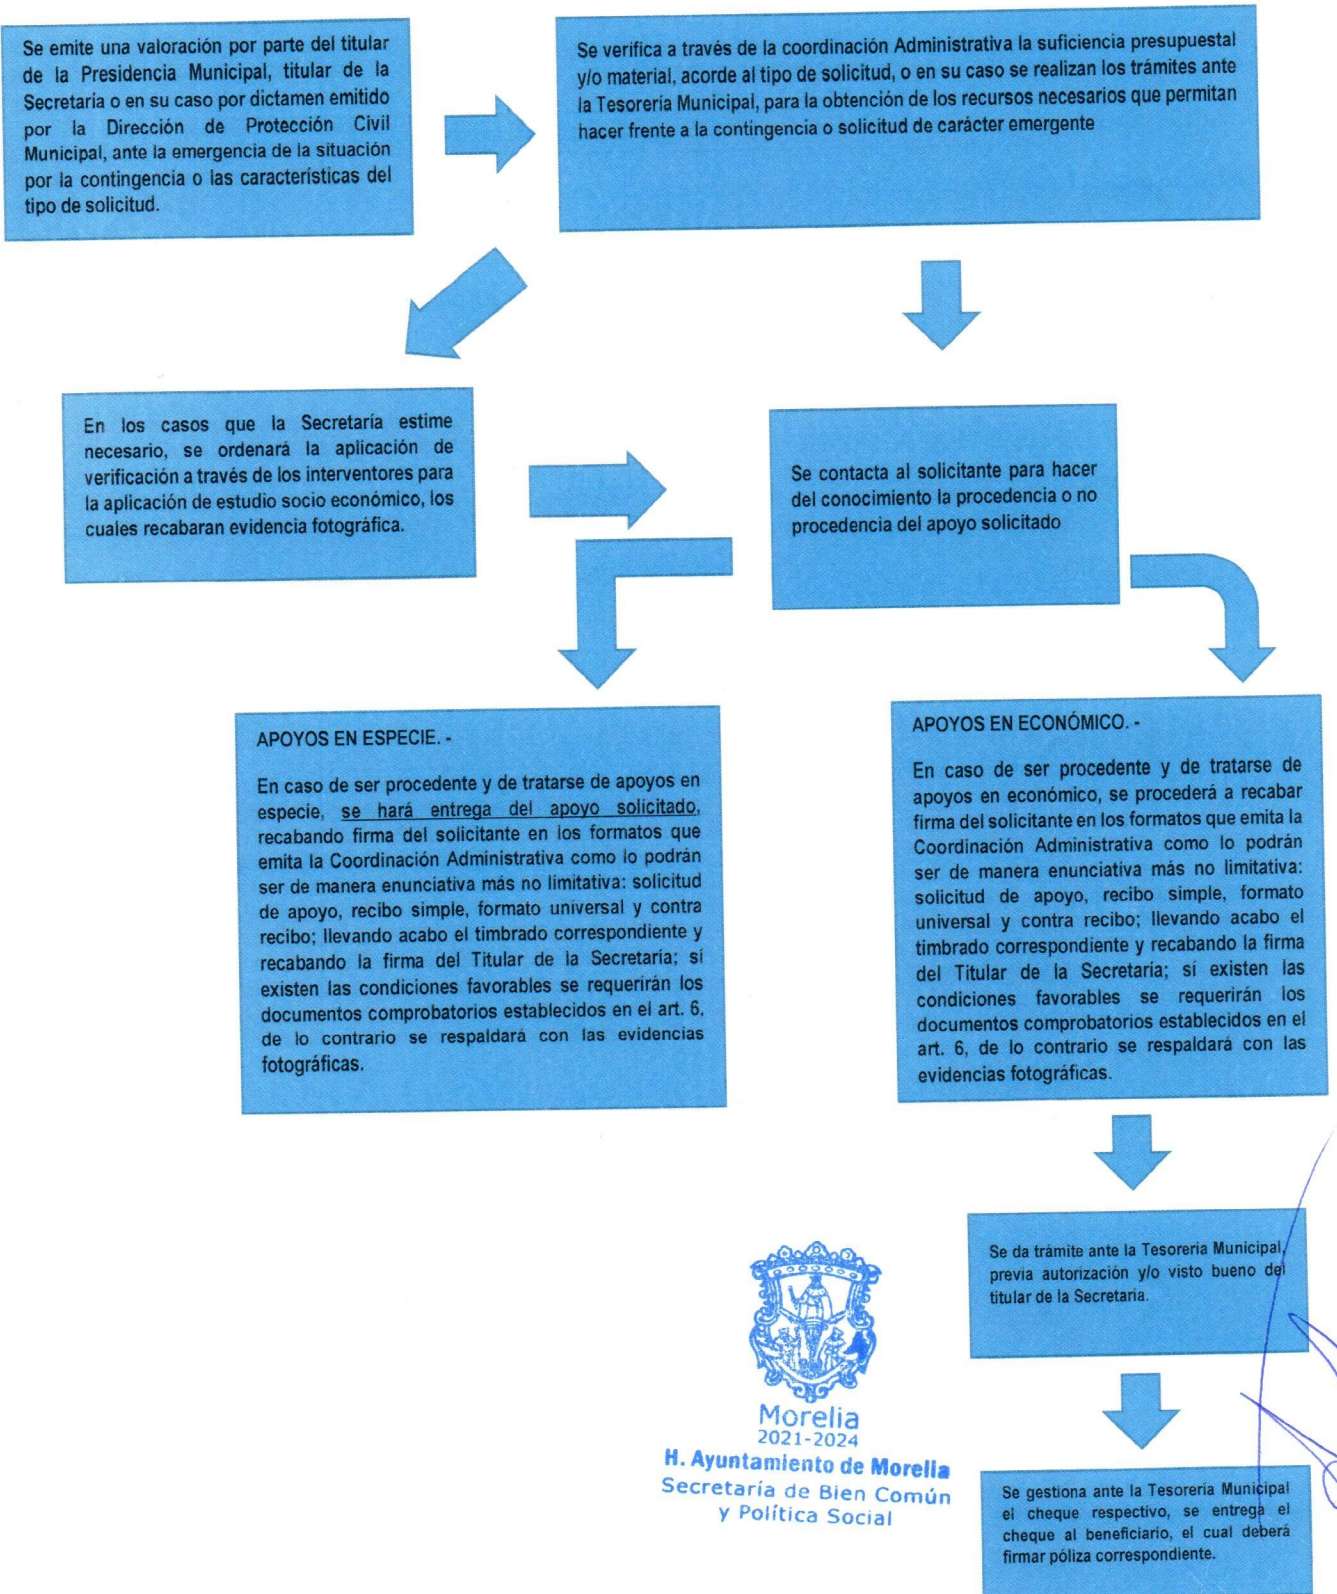 Se emite una valoración por parte del titular
de la Presidencia Municipal, titular de la
Secretaría o en su caso por dictamen emitido
por la Dirección de Protección Civil
Municipal, ante la emergencia de la situación
por la contingencia o las características del
tipo de solicitud.
Se verifica a través de la coordinación Administrativa la suficiencia presupuestal
y/o material, acorde al tipo de solicitud, o en su caso se realizan los trámites ante
la Tesorería Municipal, para la obtención de los recursos necesarios que permitan
hacer frente a la contingencia o solicitud de carácter emergente
En los casos que la Secretaría estime
necesario, se ordenará la aplicación de
verificación a través de los interventores para
la aplicación de estudio socio económico, los
cuales recabaran evidencia fotográfica.
Se contacta al solicitante para hacer
del conocimiento la procedencia o no
procedencia del apoyo solicitado
APOYOS EN ESPECIE. -
En caso de ser procedente y de tratarse de apoyos en
especie, se hará entrega del apoyo solicitado,
recabando firma del solicitante en los formatos que
emita la Coordinación Administrativa como lo podrán
ser de manera enunciativa más no limitativa: solicitud
de apoyo, recibo simple, formato universal y contra
recibo; llevando acabo el timbrado correspondiente y
recabando la firma del Titular de la Secretaría; sí
existen las condiciones favorables se requerirán los
documentos comprobatorios establecidos en el art. 6,
de lo contrario se respaldará con las evidencias
fotográficas.
APOYOS EN ECONÓMICO. -
En caso de ser procedente y de tratarse de
apoyos en económico, se procederá a recabar
firma del solicitante en los formatos que emita la
Coordinación Administrativa como lo podrán
ser de manera enunciativa más no limitativa:
solicitud de apoyo, recibo simple, formato
universal y contra recibo; llevando acabo el
timbrado correspondiente y recabando la firma
del Titular de la Secretaría; sí existen las
condiciones favorables se requerirán los
documentos comprobatorios establecidos en el
art. 6, de lo contrario se respaldará con las
evidencias fotográficas.
Se da trámite ante la Tesorería Municipal,
previa autorización y/o visto bueno del
titular de la Secretaría.
Se gestiona ante la Tesorería Municipal
el cheque respectivo, se entrega el
cheque al beneficiario, el cual deberá
firmar póliza correspondiente.
Morelia
2021-2024
H. Ayuntamiento de Morelia
Secretaría de Bien Común
y Política Social